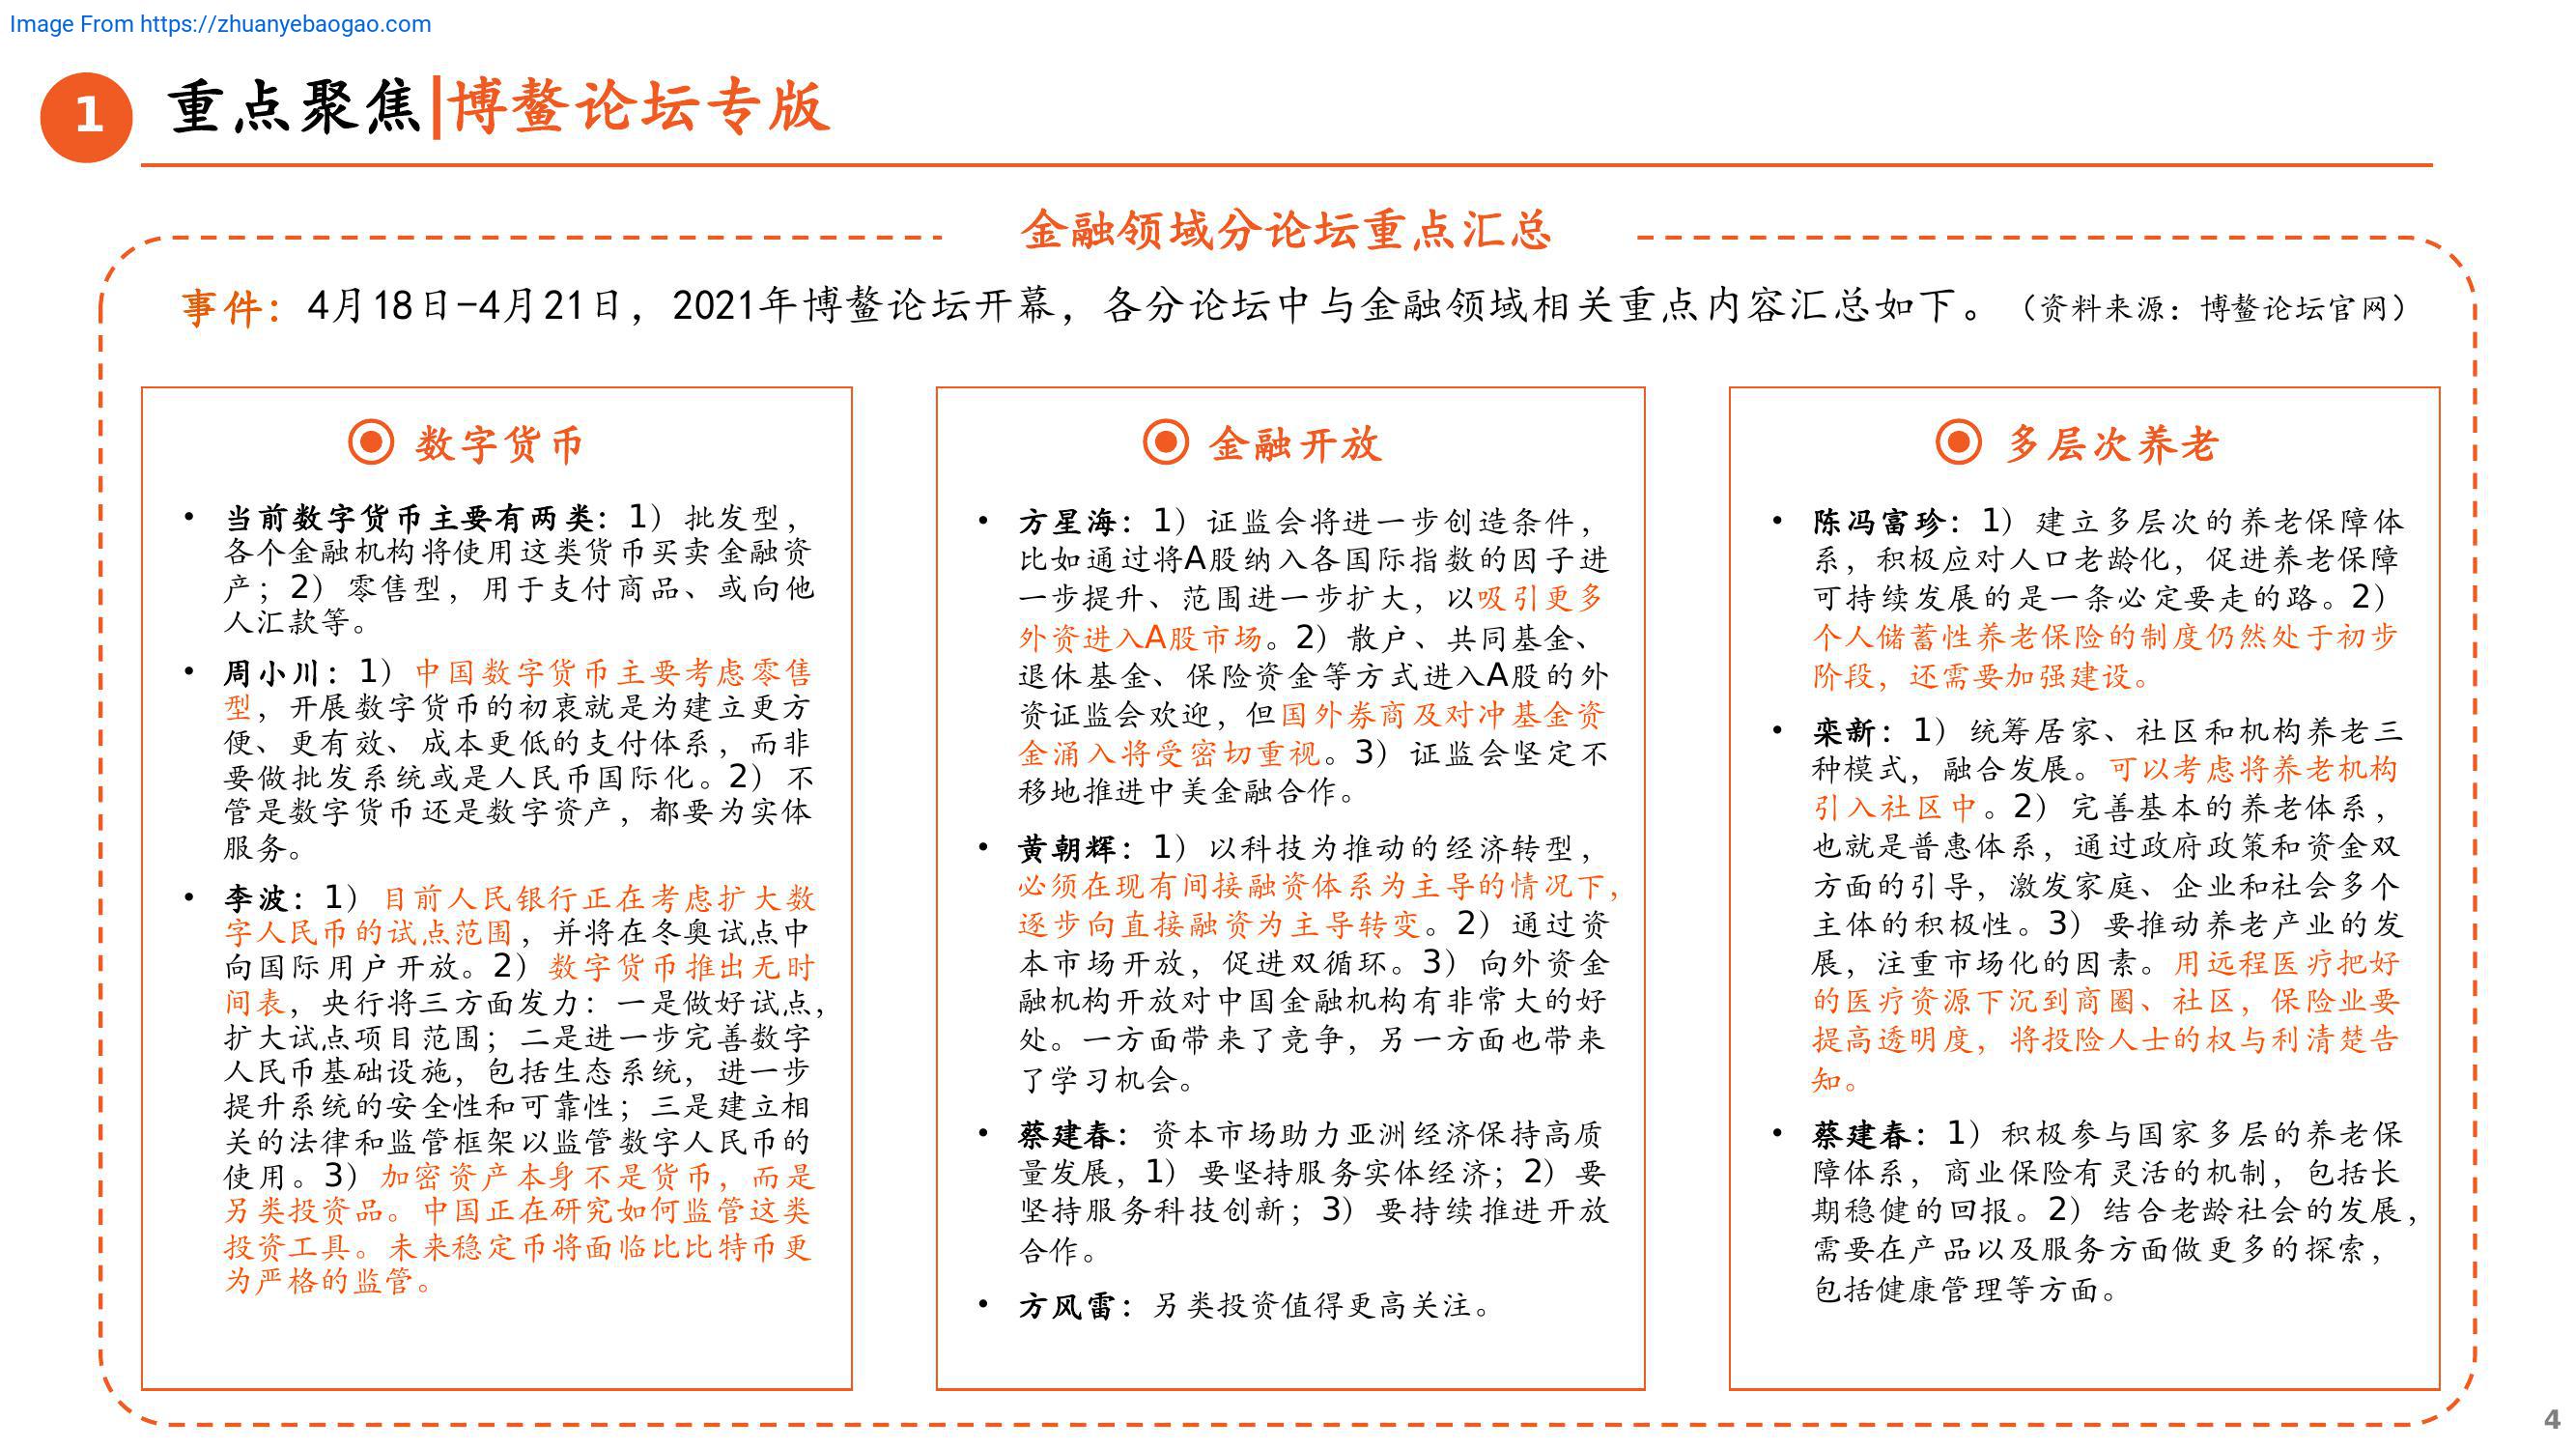 Image From https://zhuanyebaogao.com
1
重点聚焦|博鳌论坛专版
金融领域分论坛重点汇总
事件：4月18日-4月21日，2021年博鳌论坛开幕，各分论坛中与金融领域相关重点内容汇总如下。（资料来源：博鳌论坛官网）
数字货币
• 当前数字货币主要有两类：1）批发型，
各个金融机构将使用这类货币买卖金融资
产；2）零售型，用于支付商品、或向他
人汇款等。
• 周小川：1）中国数字货币主要考虑零售
型，开展数字货币的初衷就是为建立更方
便、更有效、成本更低的支付体系，而非
要做批发系统或是人民币国际化。2）不
管是数字货币还是数字资产，都要为实体
服务。
• 李波：1）目前人民银行正在考虑扩大数
字人民币的试点范围，并将在冬奥试点中
向国际用户开放。2）数字货币推出无时
间表，央行将三方面发力：一是做好试点，
扩大试点项目范围；二是进一步完善数字
人民币基础设施，包括生态系统，进一步
提升系统的安全性和可靠性；三是建立相
关的法律和监管框架以监管数字人民币的
使用。3）加密资产本身不是货币，而是
另类投资品。中国正在研究如何监管这类
投资工具。未来稳定币将面临比比特币更
为严格的监管。
金融开放
• 方星海：1）证监会将进一步创造条件，
比如通过将A股纳入各国际指数的因子进
一步提升、范围进一步扩大，以吸引更多
外资进入A股市场。2）散户、共同基金、
退休基金、保险资金等方式进入A股的外
资证监会欢迎，但国外券商及对冲基金资
金涌入将受密切重视。3）证监会坚定不
移地推进中美金融合作。
• 黄朝辉：1）以科技为推动的经济转型，
必须在现有间接融资体系为主导的情况下，
逐步向直接融资为主导转变。2）通过资
本市场开放，促进双循环。3）向外资金
融机构开放对中国金融机构有非常大的好
处。一方面带来了竞争，另一方面也带来
了学习机会。
• 蔡建春：资本市场助力亚洲经济保持高质
量发展，1）要坚持服务实体经济；2）要
坚持服务科技创新；3）要持续推进开放
合作。
• 方风雷：另类投资值得更高关注。
多层次养老
• 陈冯富珍：1）建立多层次的养老保障体
系，积极应对人口老龄化，促进养老保障
可持续发展的是一条必定要走的路。2）
个人储蓄性养老保险的制度仍然处于初步
阶段，还需要加强建设。
• 栾新：1）统筹居家、社区和机构养老三
种模式，融合发展。可以考虑将养老机构
引入社区中。2）完善基本的养老体系，
也就是普惠体系，通过政府政策和资金双
方面的引导，激发家庭、企业和社会多个
主体的积极性。3）要推动养老产业的发
展，注重市场化的因素。用远程医疗把好
的医疗资源下沉到商圈、社区，保险业要
提高透明度，将投险人士的权与利清楚告
知。
• 蔡建春：1）积极参与国家多层的养老保
障体系，商业保险有灵活的机制，包括长
期稳健的回报。2）结合老龄社会的发展，
需要在产品以及服务方面做更多的探索，
包括健康管理等方面。
4